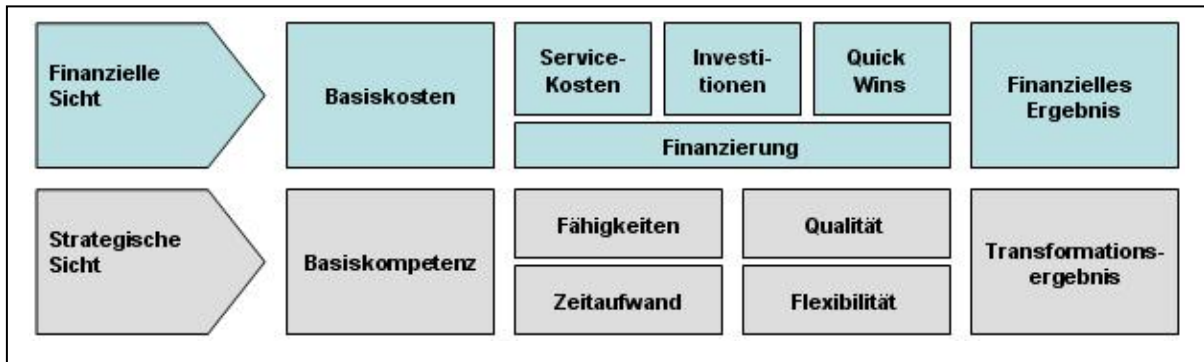 Finanzielle
Sicht
Basiskosten
Service-
Kosten
Investi-
tionen
Quick
Wins
Finanzierung
Finanzielles
Ergebnis
Strategische
Sicht
Basiskompetenz
Fähigkeiten
Qualität
Zeitaufwand
Flexibilität
Transformations-
ergebnis